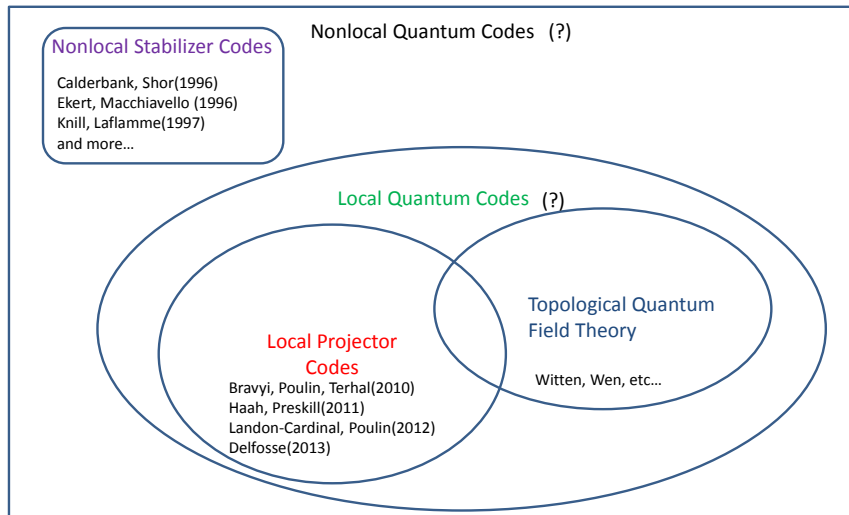 Nonlocal Quantum Codes (?)
Nonlocal Stabilizer Codes
Calderbank, Shor(1996)
Ekert, Macchiavello (1996)
Knill, Laflamme(1997)
and more...
Local Quantum Codes (?)
Topological Quantum
Field Theory
Witten, Wen, etc...
Local Projector
Codes
Bravyi, Poulin, Terhal(2010)
Haah, Preskill(2011)
Landon-Cardinal, Poulin(2012)
Delfosse(2013)